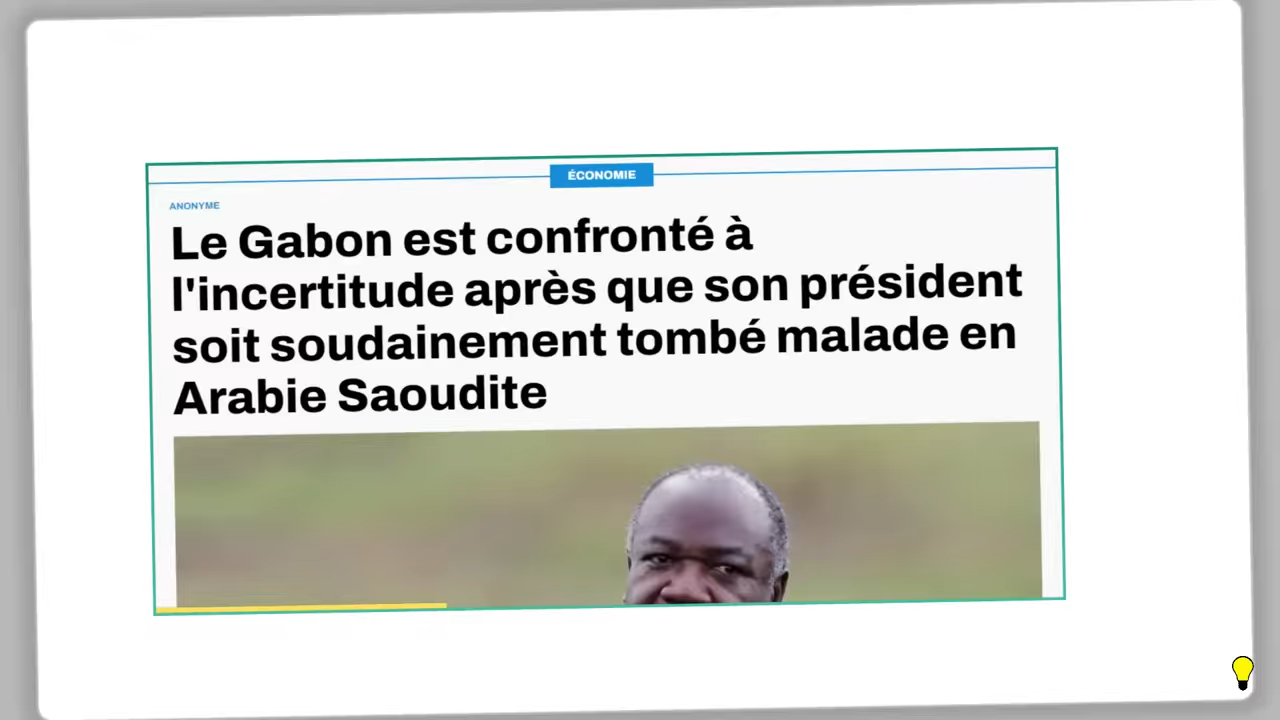 ÉCONOMIE
ANONYME
Le Gabon est confronté à
l'incertitude après que son président
soit soudainement tombé malade en
Arabie Saoudite